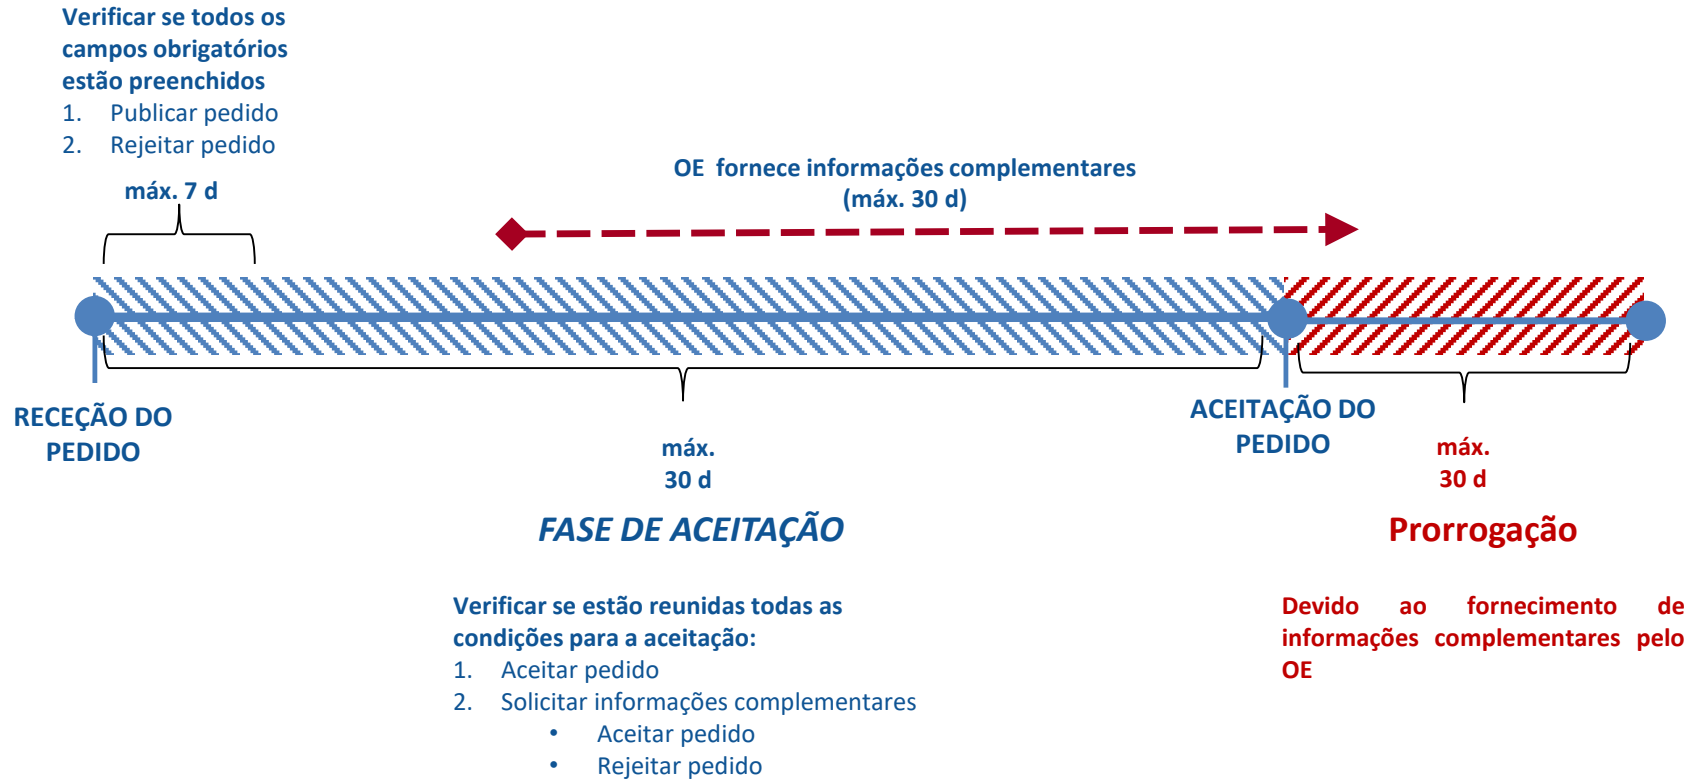 Verificar se todos os
campos obrigatórios
estão preenchidos
1. Publicar pedido
2. Rejeitar pedido
máx. 7 d
OE fornece informações complementares
(máx. 30 d)
RECEÇÃO DO
PEDIDO
ACEITAÇÃO DO
PEDIDO
máx.
30 d
máx.
30 d
FASE DE ACEITAÇÃO
Prorrogação
Verificar se estão reunidas todas as
condições para a aceitação:
1. Aceitar pedido
2. Solicitar informações complementares
• Aceitar pedido
• Rejeitar pedido
Devido ao fornecimento de
informações complementares pelo
OE